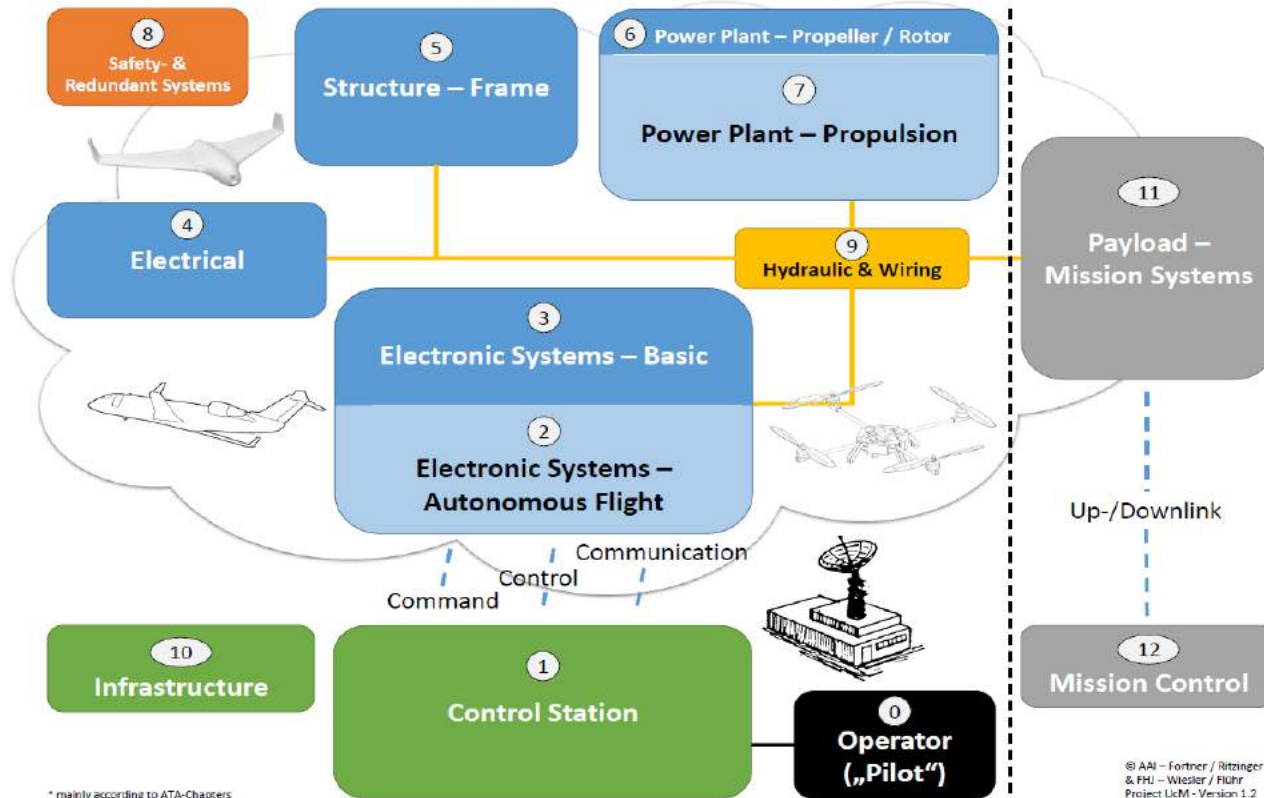 8
Safety- &
Redundant Systems
5
Structure – Frame
6 Power Plant – Propeller / Rotor
7
Power Plant – Propulsion
11
Payload –
Mission Systems
4
Electrical
9
Hydraulic & Wiring
3
Electronic Systems – Basic
2
Electronic Systems –
Autonomous Flight
Up-/Downlink
Communication
Control
Command
10
Infrastructure
1
Control Station
0
Operator
(„Pilot“)
12
Mission Control
* mainly according to ATA-Chapters
© AAI – Fortner / Ritzinger
& FHJ – Wiesler / Flühr
Project UcM - Version 1.2